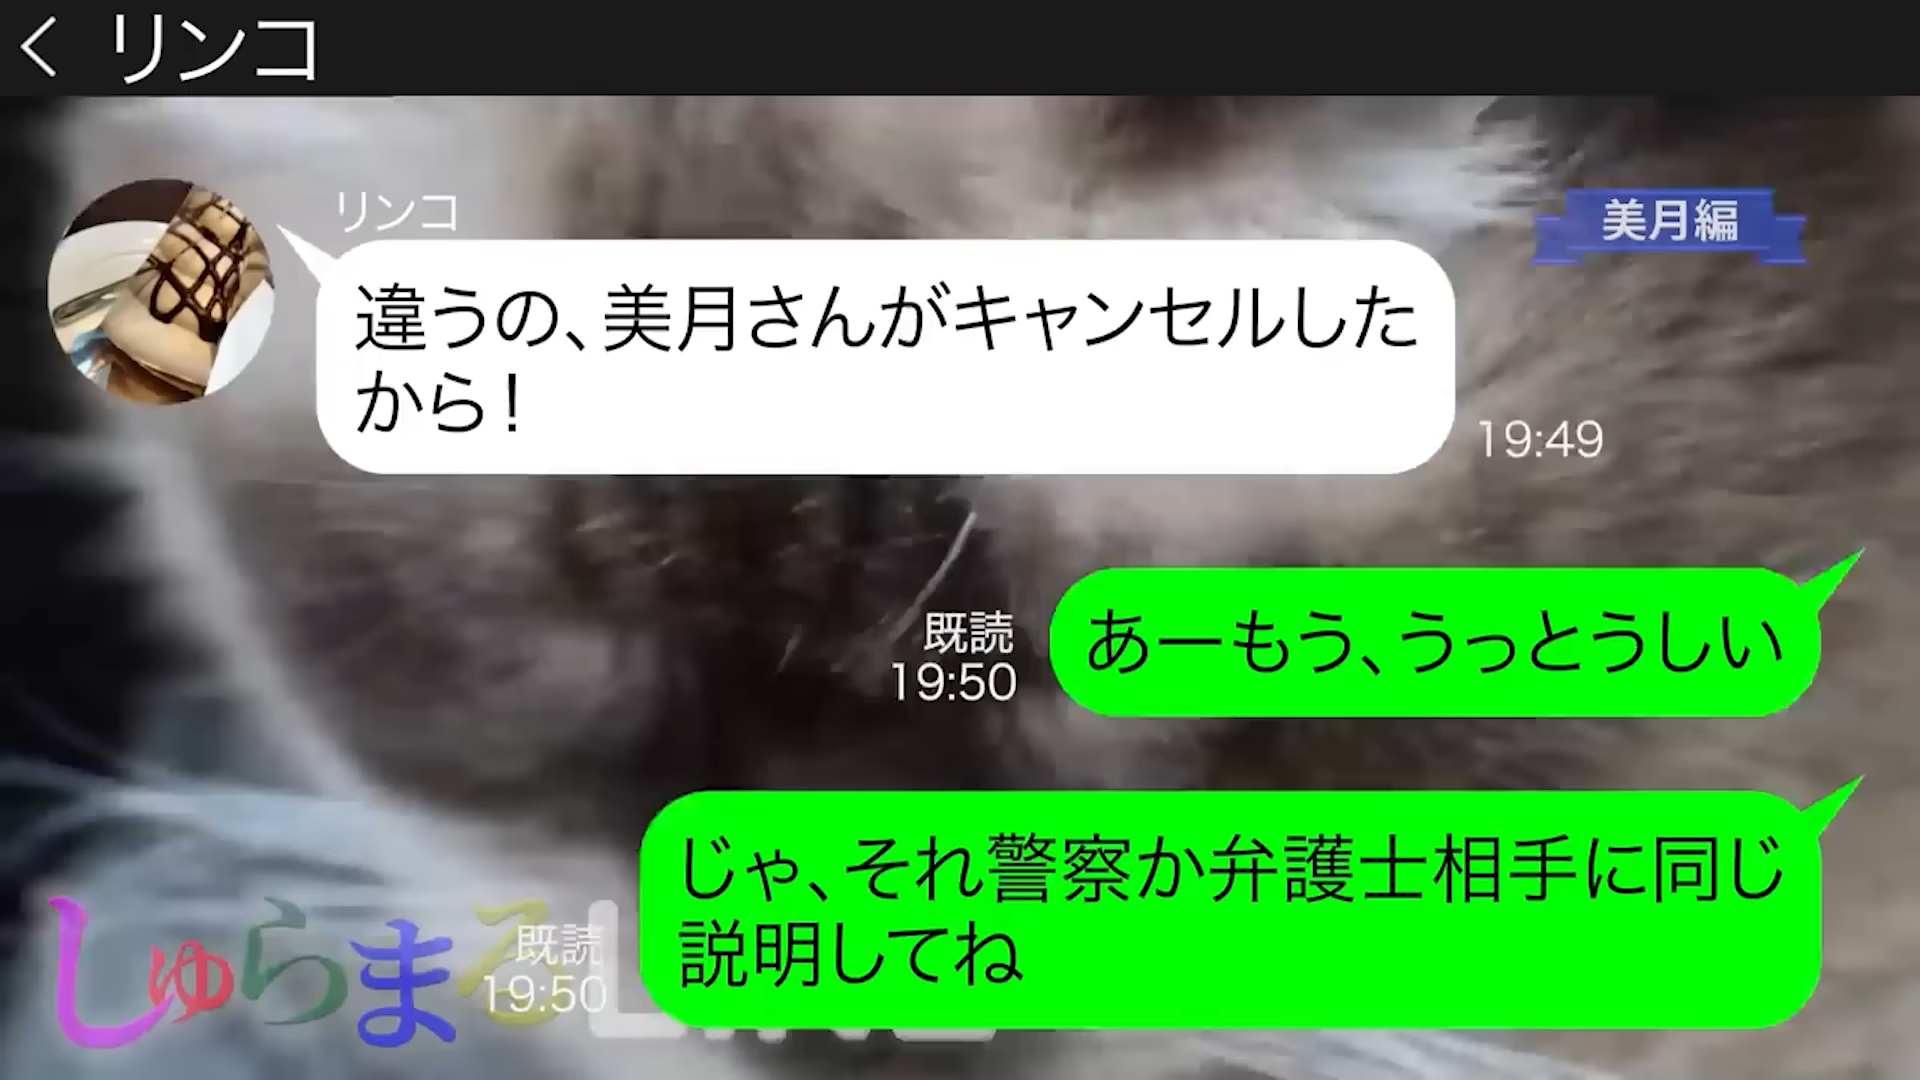 リンコ
リンコ
美月編
違うの、美月さんがキャンセルした
から！
19:49
既読
19:50
あーもう、うっとうしい
じゃ、それ警察か弁護士相手に同じ
説明してね
既読
19:50
しゅらまる